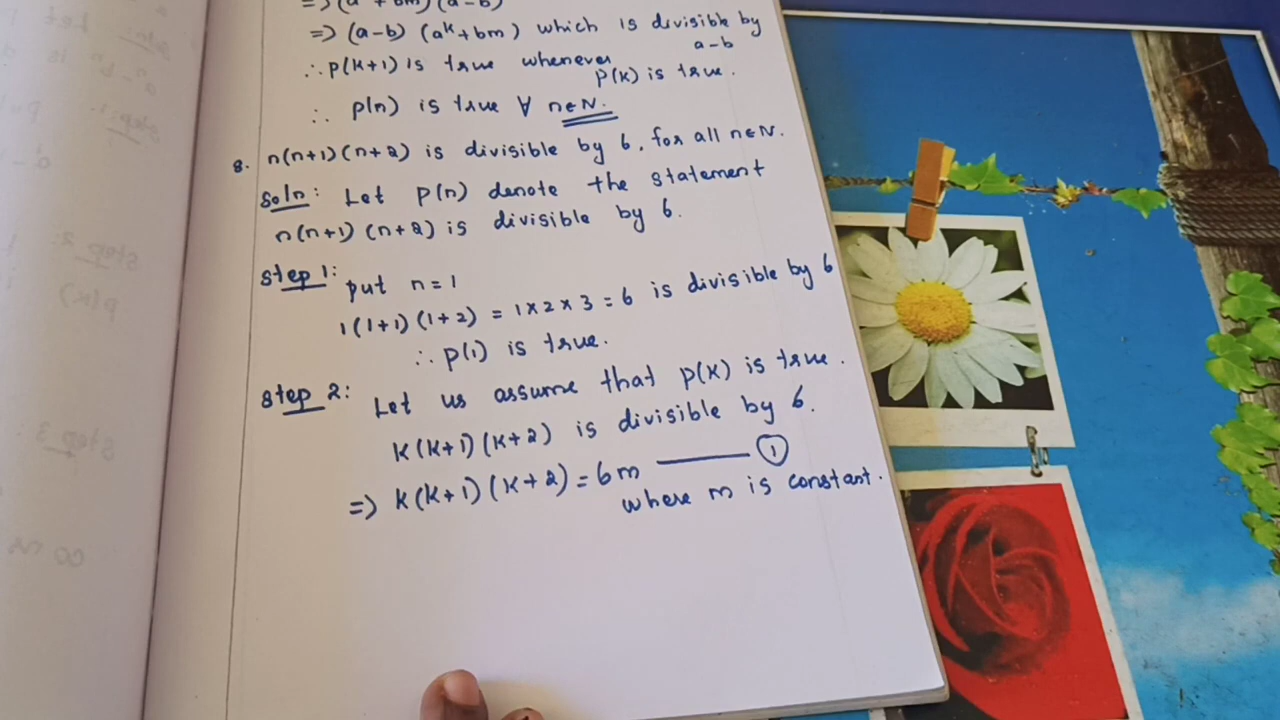 => (a-b) (aᵏ+bm) which is divisible by a-b
∴ p(k+1) is true whenever p(k) is true.
∴ p(n) is true ∀ n∈N.
8. n(n+1)(n+2) is divisible by 6, for all n∈N.
Soln: Let p(n) denote the statement
n(n+1)(n+2) is divisible by 6.
step 1: put n=1
1(1+1)(1+2) = 1×2×3 = 6 is divisible by 6
∴ p(1) is true.
step 2: Let us assume that p(k) is true.
k(k+1)(k+2) is divisible by 6.
=> k(k+1)(k+2) = 6m ——— ①
where m is constant.